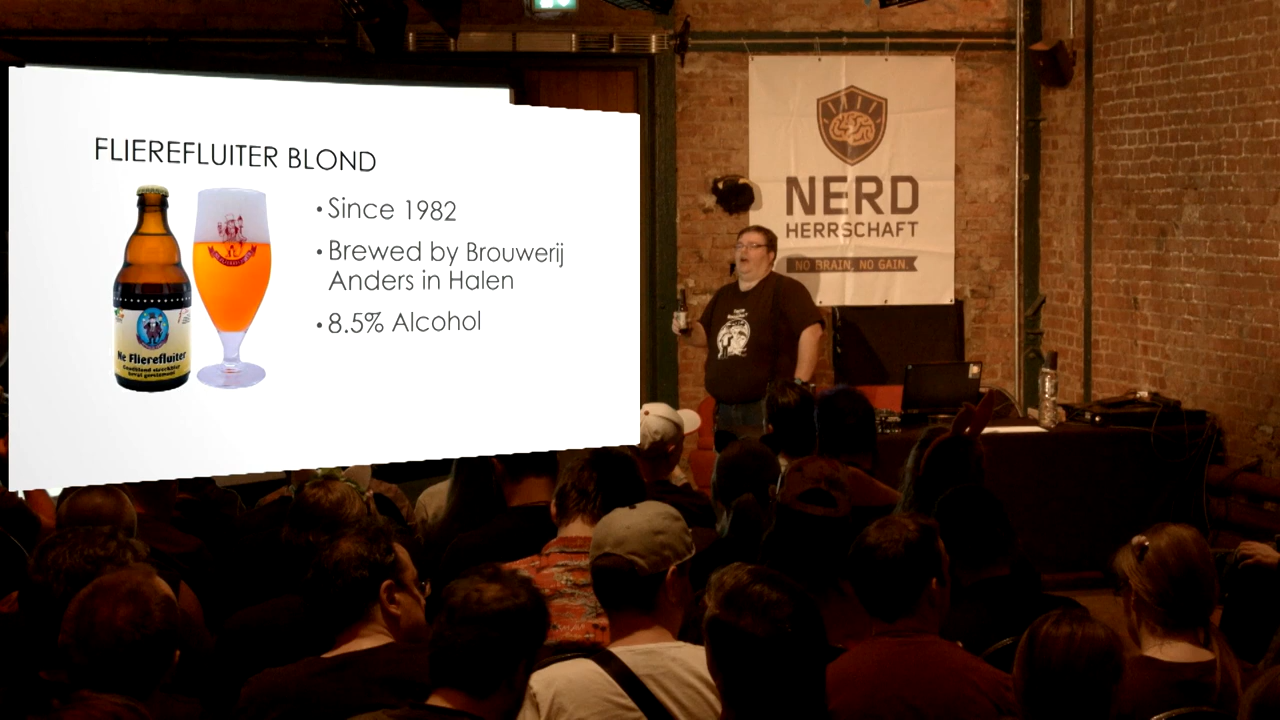 FLIEREFLUITER BLOND
• Since 1982
• Brewed by Brouwerij
Anders in Halen
• 8.5% Alcohol
Ne Flierefluiter
NERD
HERRSCHAFT
NO BRAIN, NO GAIN.